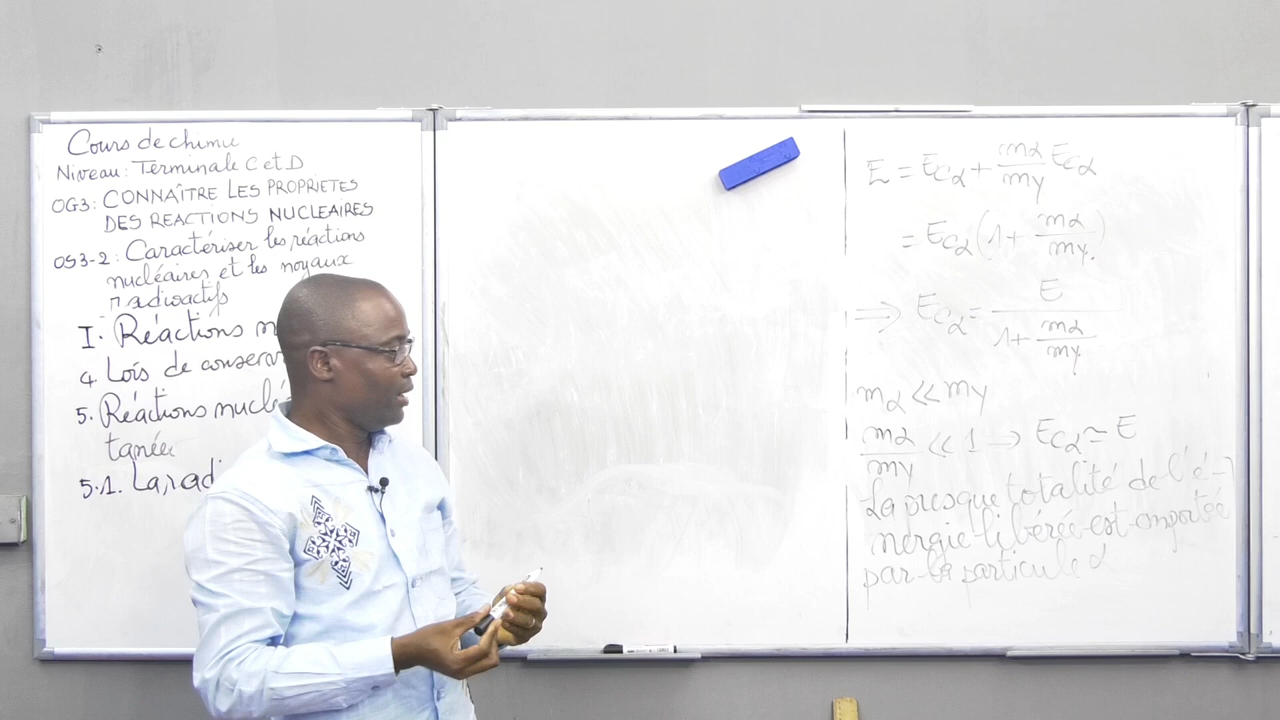 Cours de chimie
Niveau: Terminale C et D
OG3: CONNAÎTRE LES PROPRIETES
DES REACTIONS NUCLEAIRES
OS3-2: Caractériser les réactions
nucléaires et les noyaux
radioactifs
I. Réactions n
4. Lois de conserv
5. Réactions nuclé
tanée
5.1. La rad
E = Ecα + mα/my Ecα
= Ecα (1 + mα/my)
⇒ Ecα = E/(1 + mα/my)
mα << my
mα/my << 1 → Ecα ≃ E
La presque totalité de l'é-
nergie libérée est emportée
par la particule α